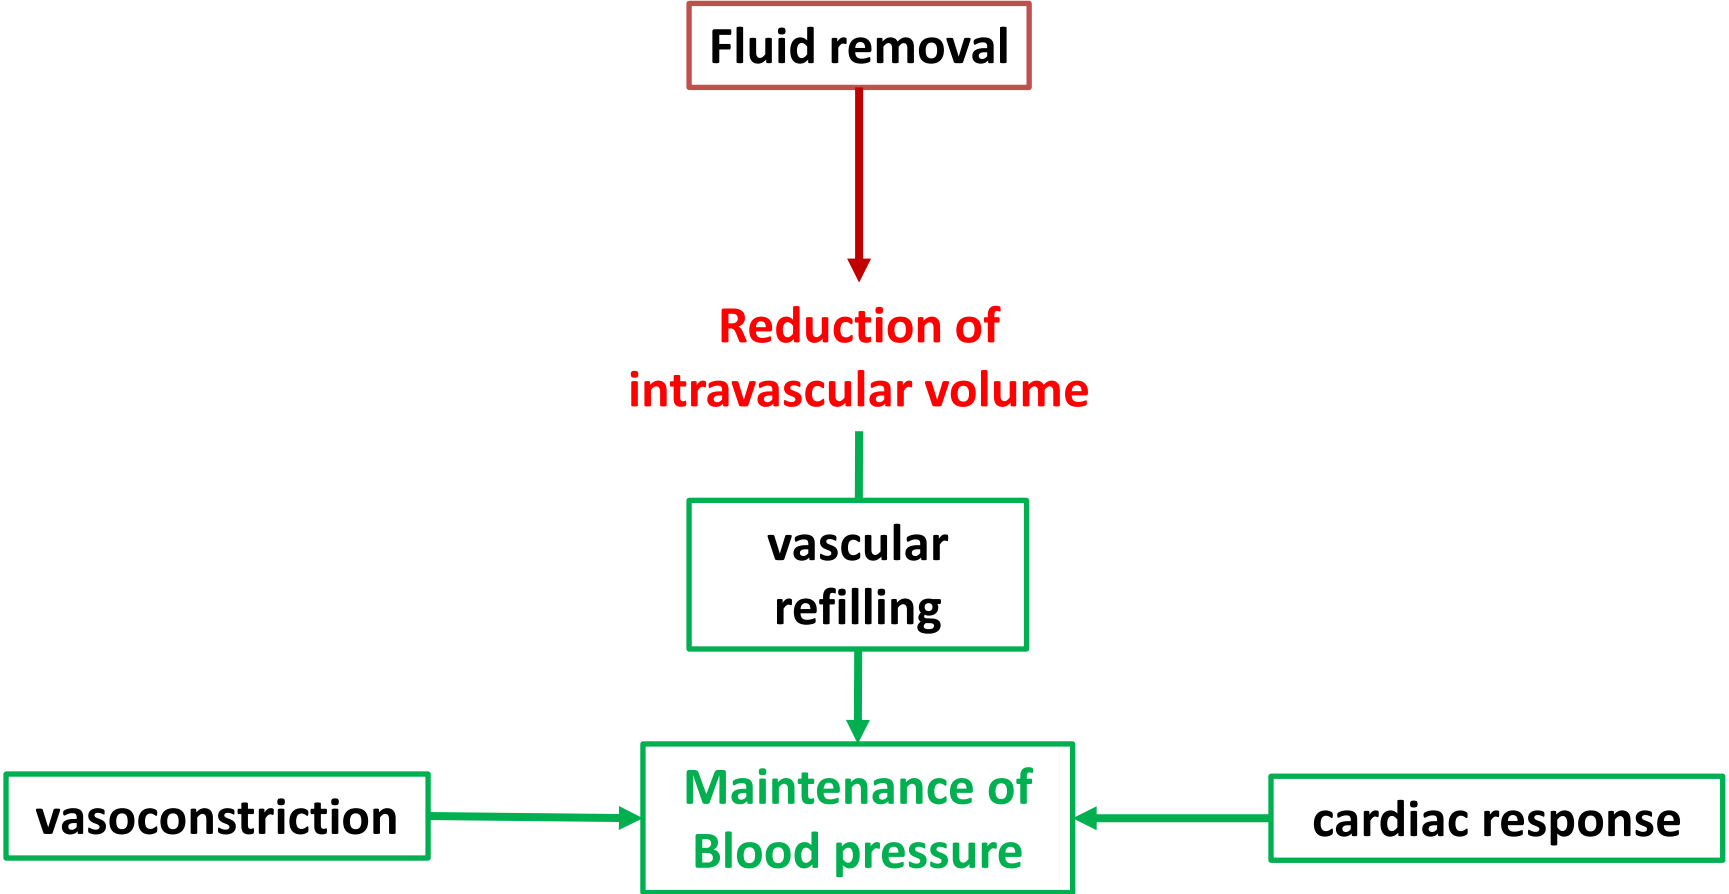 Fluid removal
Reduction of
intravascular volume
vascular
refilling
vasoconstriction
Maintenance of
Blood pressure
cardiac response